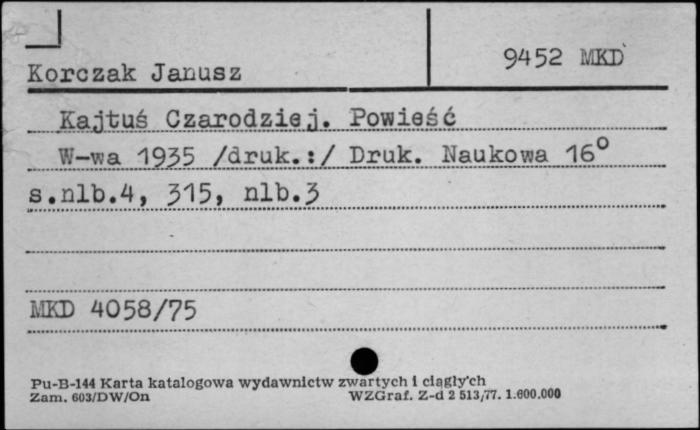 9452 MKD
Korczak Janusz
Kajtuś Czarodziej. Powieść
W-wa 1935 /druk.:/ Druk. Naukowa 16°
s.nlb.4, 315, nlb.3
MKD 4058/75
Pu-B-144 Karta katalogowa wydawnictw zwartych i ciągły'ch
Zam. 603/DW/On WZGraf. Z-d 2 513/77. 1.600.000